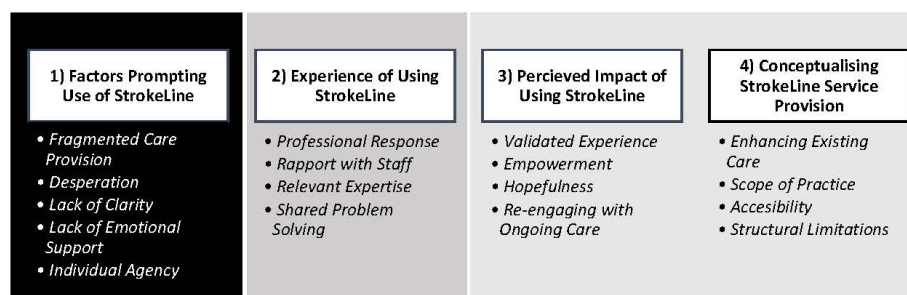 1) Factors Prompting
Use of StrokeLine
• Fragmented Care
Provision
• Desperation
• Lack of Clarity
• Lack of Emotional
Support
• Individual Agency
2) Experience of Using
StrokeLine
• Professional Response
• Rapport with Staff
• Relevant Expertise
• Shared Problem
Solving
3) Percieved Impact of
Using StrokeLine
• Validated Experience
• Empowerment
• Hopefulness
• Re-engaging with
Ongoing Care
4) Conceptualising
StrokeLine Service
Provision
• Enhancing Existing
Care
• Scope of Practice
• Accesibility
• Structural Limitations